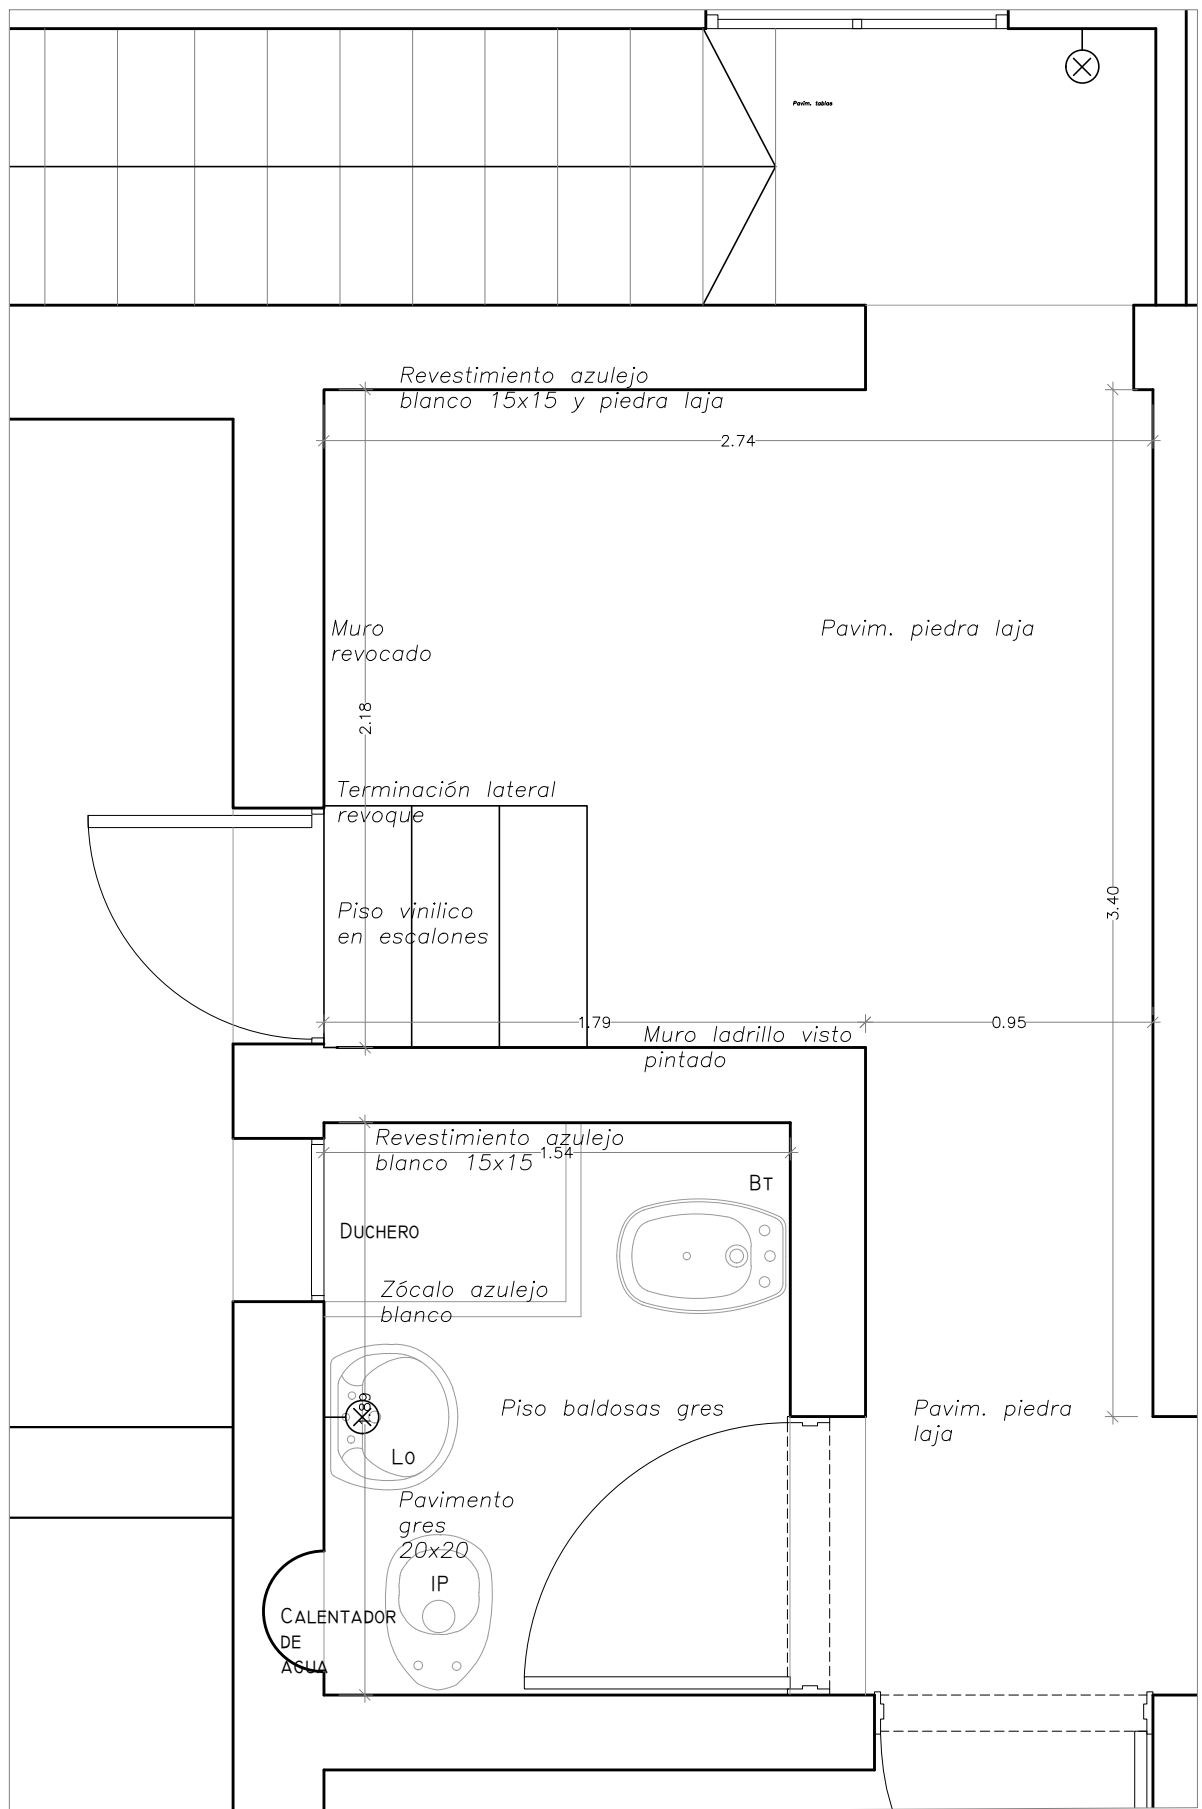 Pavim. tablas
Revestimiento azulejo
blanco 15x15 y piedra laja
2.74
Muro
revocado
Pavim. piedra laja
2.18
Terminación lateral
revoque
3.40
Piso vinilico
en escalones
1.79
0.95
Muro ladrillo visto
pintado
Revestimiento azulejo
blanco 15x15
1.54
BT
DUCHERO
Zócalo azulejo
blanco
Piso baldosas gres
Pavim. piedra
laja
LO
Pavimento
gres
20x20
IP
CALENTADOR
DE
AGUA